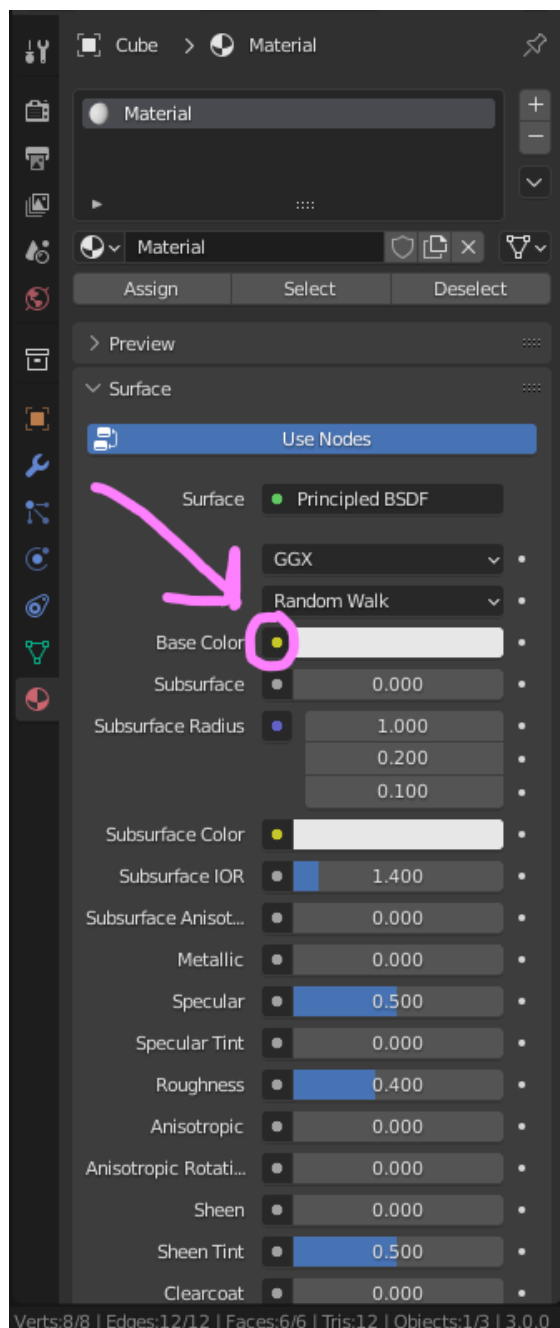 Cube > Material
Material
Material
Assign Select Deselect
Preview
Surface
Use Nodes
Surface Principled BSDF
GGX
Random Walk
Base Color
Subsurface 0.000
Subsurface Radius 1.000
0.200
0.100
Subsurface Color
Subsurface IOR 1.400
Subsurface Anisot... 0.000
Metallic 0.000
Specular 0.500
Specular Tint 0.000
Roughness 0.400
Anisotropic 0.000
Anisotropic Rotati... 0.000
Sheen 0.000
Sheen Tint 0.500
Clearcoat 0.000
Verts:8/8 | Edges:12/12 | Faces:6/6 | Tris:12 | Objects:1/3 | 3.0.0